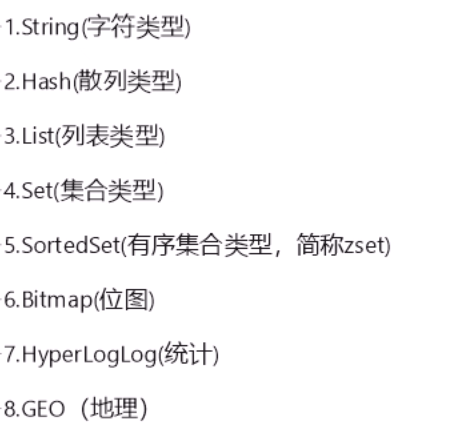 1.String(字符类型)
2.Hash(散列类型)
3.List(列表类型)
4.Set(集合类型)
5.SortedSet(有序集合类型，简称zset)
6.Bitmap(位图)
7.HyperLogLog(统计)
8.GEO（地理）